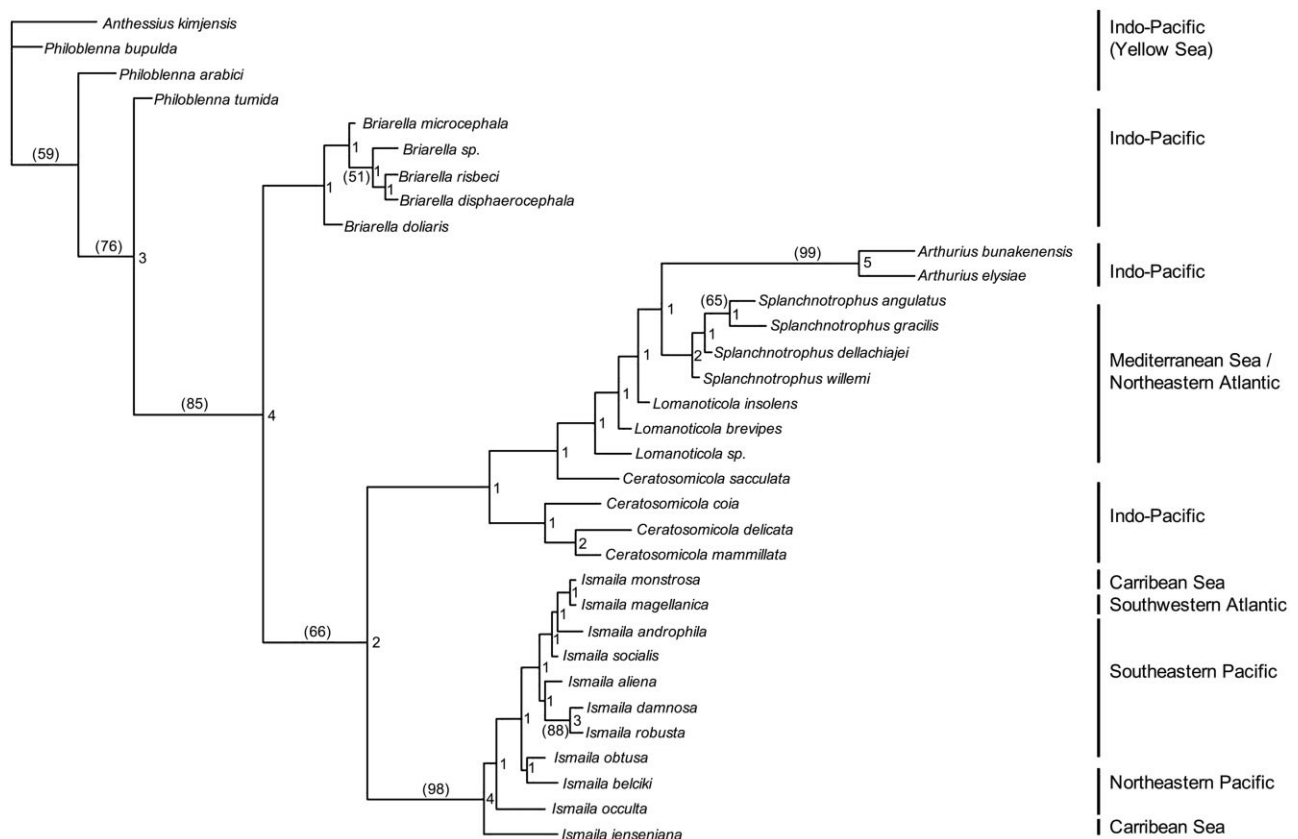 Anthessius kimjensis
Philoblenna bupulda
Philoblenna arabici
Philoblenna tumida
Briarella microcephala
Briarella sp.
Briarella risbeci
Briarella disphaerocephala
Briarella doliaris
Arthurius bunakenensis
Arthurius elysiae
Splanchnotrophus angulatus
Splanchnotrophus gracilis
Splanchnotrophus dellachiajei
Splanchnotrophus willemi
Lomanoticola insolens
Lomanoticola brevipes
Lomanoticola sp.
Ceratosomicola sacculata
Ceratosomicola coia
Ceratosomicola delicata
Ceratosomicola mammillata
Ismaila monstrosa
Ismaila magellanica
Ismaila androphila
Ismaila socialis
Ismaila aliena
Ismaila damnosa
Ismaila robusta
Ismaila obtusa
Ismaila belciki
Ismaila occulta
Ismaila jenseniana
(59)
(76)
3
(85)
4
1
1
(51)
1
1
(66)
2
1
1
1
1
1
1
(99)
5
2
1
(65)
1
1
2
(98)
4
1
1
1
1
1
1
1
(88)
3
1
Indo-Pacific
(Yellow Sea)
Indo-Pacific
Indo-Pacific
Mediterranean Sea /
Northeastern Atlantic
Indo-Pacific
Carribean Sea
Southwestern Atlantic
Southeastern Pacific
Northeastern Pacific
Carribean Sea